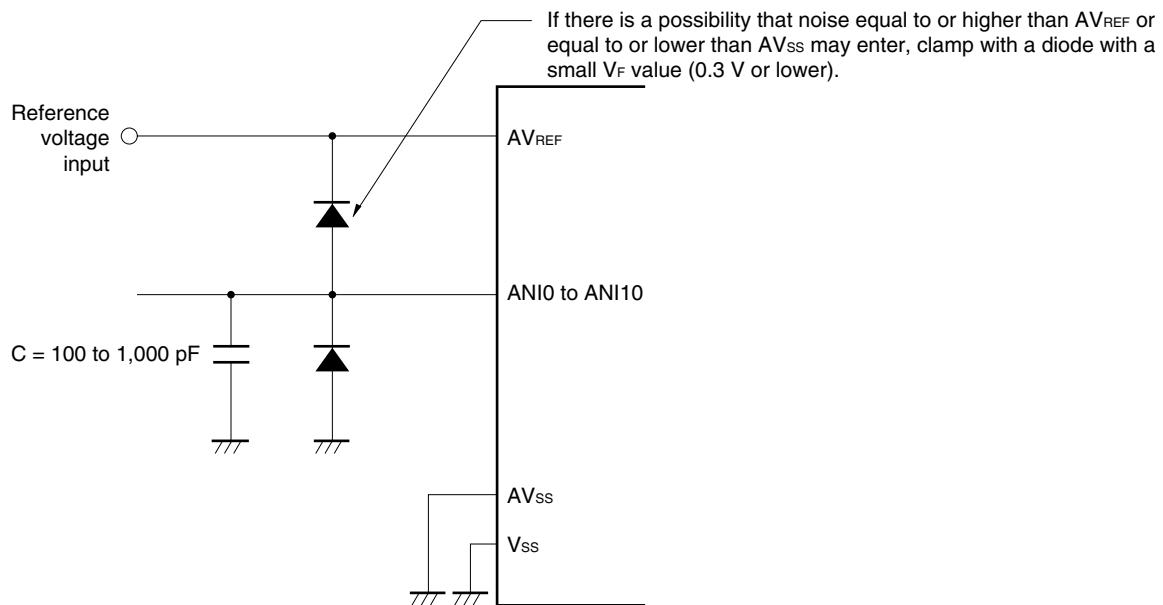 If there is a possibility that noise equal to or higher than AVREF or
equal to or lower than AVSS may enter, clamp with a diode with a
small VF value (0.3 V or lower).
Reference
voltage
input
AVREF
ANI0 to ANI10
C = 100 to 1,000 pF
AVSS
VSS